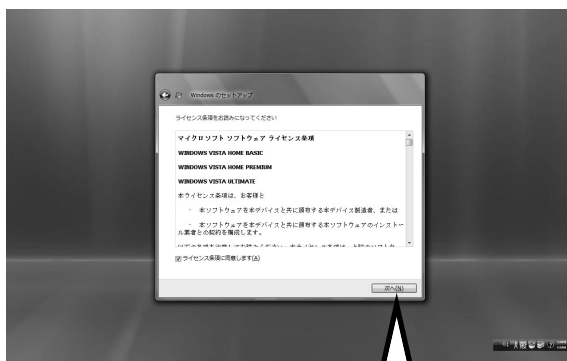 Windows のセットアップ
ライセンス条項をお読みになってください
マイクロソフト ソフトウェア ライセンス条項
WINDOWS VISTA HOME BASIC
WINDOWS VISTA HOME PREMIUM
WINDOWS VISTA ULTIMATE
本ライセンス条項は、お客様と
・ 本ソフトウェアを本デバイスと共に頒布する本デバイス製造者、または
・ 本ソフトウェアを本デバイスと共に頒布する本ソフトウェアのインストー
ル業者との契約を構成します。
ライセンス条項に同意します(A)
次へ(N)